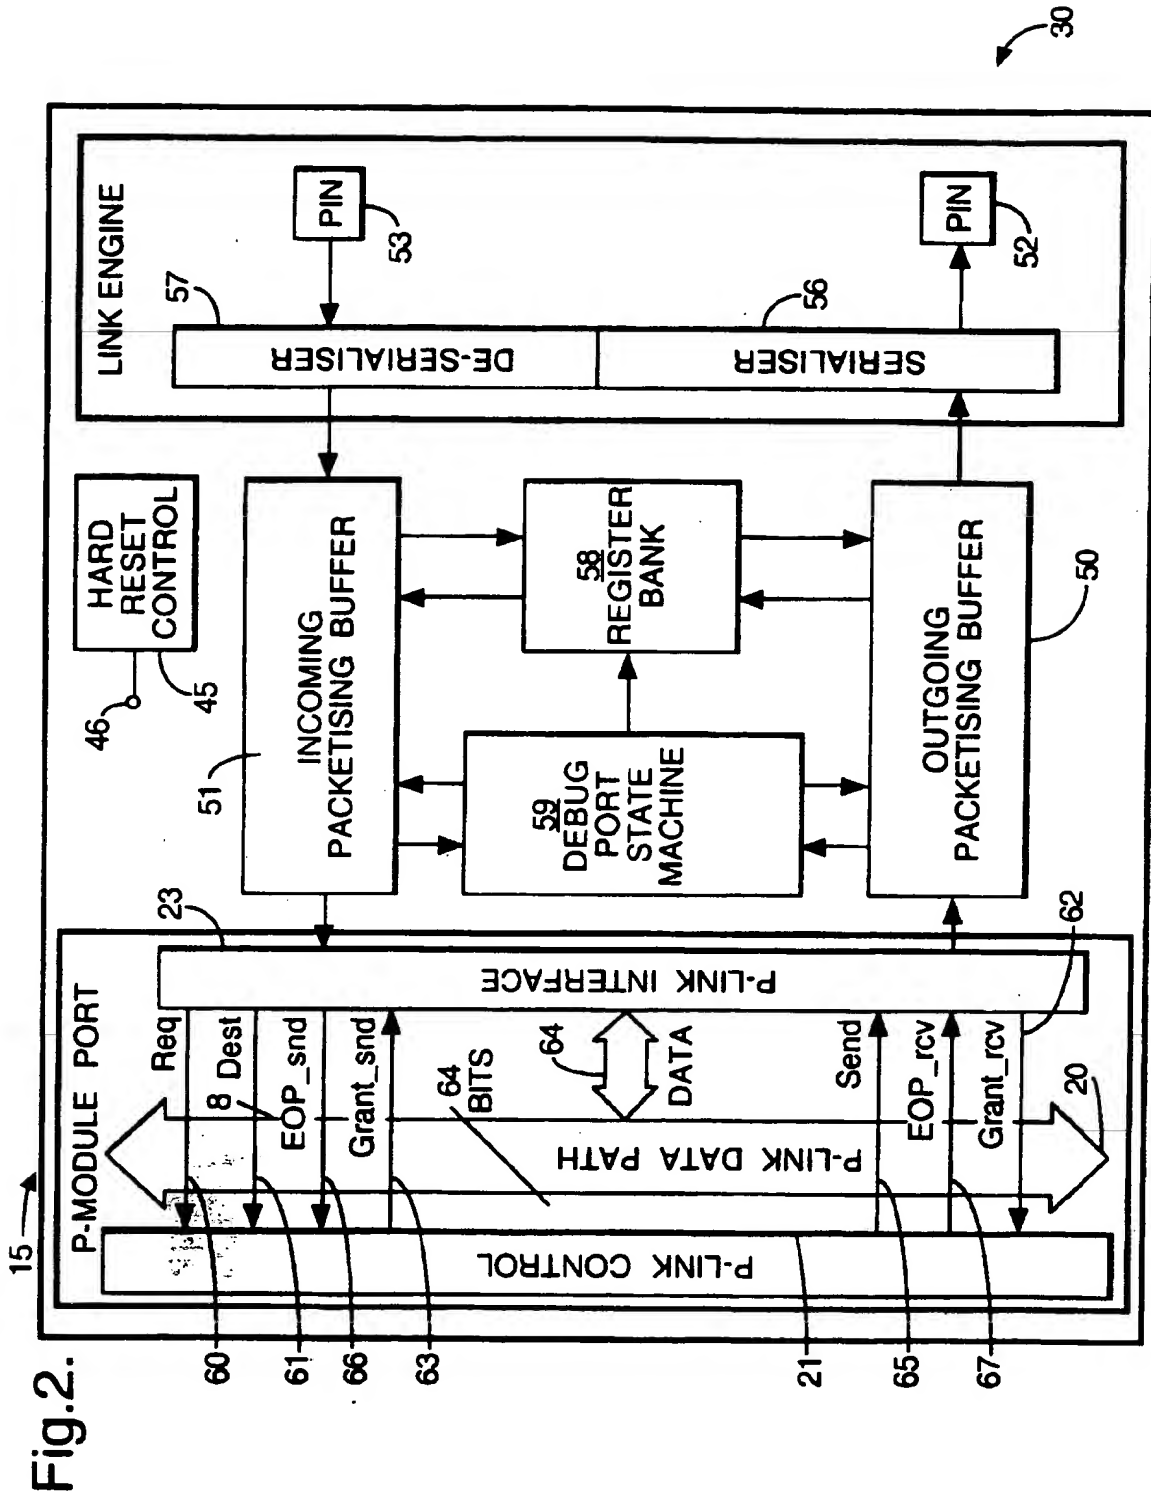 Fig.2.
15
30
P-MODULE PORT
P-LINK CONTROL
21
P-LINK DATA PATH
20
64
BITS
64
DATA
P-LINK INTERFACE
23
Req
Dest
8
EOP_snd
Grant_snd
Send
EOP_rcv
Grant_rcv
60
61
66
63
65
67
62
51
INCOMING
PACKETISING BUFFER
46
45
HARD
RESET
CONTROL
59
DEBUG
PORT
STATE
MACHINE
58
REGISTER
BANK
OUTGOING
PACKETISING BUFFER
50
LINK ENGINE
57
DE-SERIALISER
SERIALISER
56
PIN
53
PIN
52